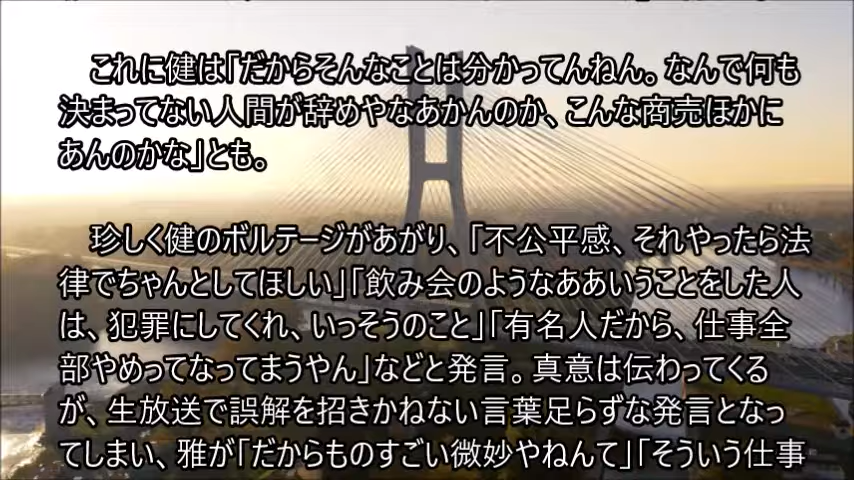 これに健は「だからそんなことは分かってんねん。なんで何も
決まってない人間が辞めやなあかんのか、こんな商売ほかに
あんのかな」とも。
珍しく健のボルテージがあがり、「不公平感、それやったら法
律でちゃんとしてほしい」「飲み会のようなああいうことをした人
は、犯罪にしてくれ、いっそうのこと」「有名人だから、仕事全
部やめってなってまうやん」などと発言。真意は伝わってくる
が、生放送で誤解を招きかねない言葉足らずな発言となっ
てしまい、雅が「だからものすごい微妙やねんて」「そういう仕事